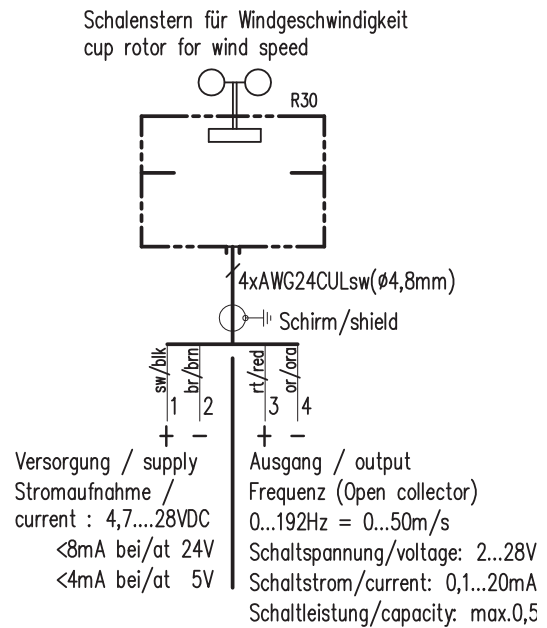 Schalenstern für Windgeschwindigkeit
cup rotor for wind speed
R30
4xAWG24CULsw(ø4,8mm)
Schirm/shield
sw/blk
br/brn
rt/red
or/ora
1 2 3 4
+ − + −
Versorgung / supply
Stromaufnahme /
current : 4,7....28VDC
<8mA bei/at 24V
<4mA bei/at 5V
Ausgang / output
Frequenz (Open collector)
0...192Hz = 0...50m/s
Schaltspannung/voltage: 2...28V
Schaltstrom/current: 0,1...20mA
Schaltleistung/capacity: max.0,5